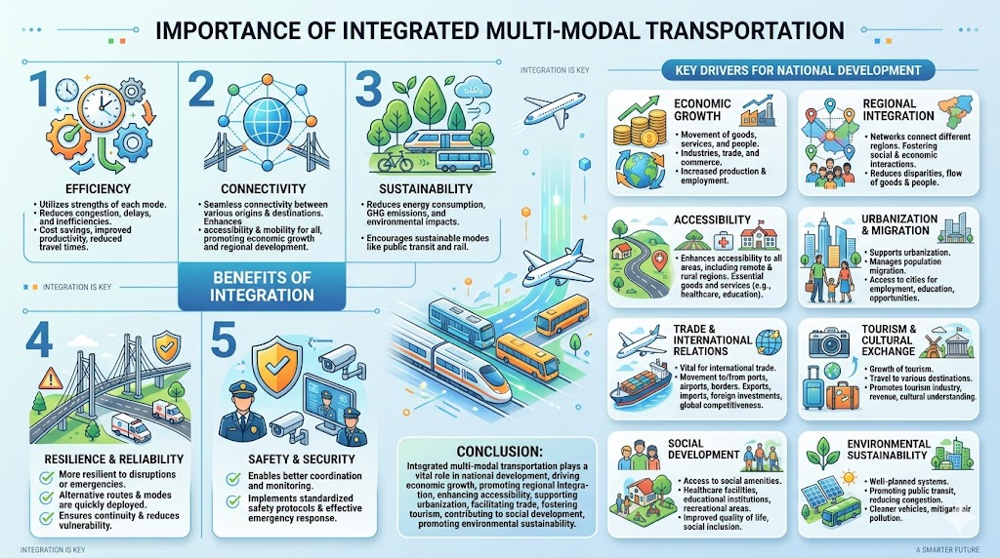 IMPORTANCE OF INTEGRATED MULTI-MODAL TRANSPORTATION
1
EFFICIENCY
• Utilizes strengths of each mode.
• Reduces congestion, delays,
and inefficiencies.
• Cost savings, improved
productivity, reduced
travel times.
2
CONNECTIVITY
• Seamless connectivity between
various origins & destinations.
Enhances
• accessibility & mobility for all,
promoting economic growth
and regional development.
3
SUSTAINABILITY
• Reduces energy consumption,
GHG emissions, and
environmental impacts.
• Encourages sustainable modes
like public transit and rail.
INTEGRATION IS KEY
BENEFITS OF
INTEGRATION
INTEGRATION IS KEY
4
RESILIENCE & RELIABILITY
More resilient to disruptions
or emergencies.
Alternative routes & modes
are quickly deployed.
Ensures continuity & reduces
vulnerability.
5
SAFETY & SECURITY
Enables better coordination
and monitoring.
Implements standardized
safety protocols & effective
emergency response.
CONCLUSION:
Intsgrated multi-modal transportation plays a
vital role in national development, driving
economic growth, promoting regional Integra-
tion, enhancing accessibility, supporting
urbanization, facilitating trade, fostering
tourism, contributing to social development,
promoting environmental sustainability.
KEY DRIVERS FOR NATIONAL DEVELOPMENT
ECONOMIC
GROWTH
• Movement of goods,
services, and people.
• Industries, trade, and
commerce.
• Increased production &
employment.
REGIONAL
INTEGRATION
• Networks connect different
regions. Fostering
social & economic
interactions.
• Reduces disparities, flow
of goods & people.
ACCESSIBILITY
• Enhances accessibility to all
areas, including remote &
rural regions. Essential
goods and services (e.g.,
healthcare, education).
URBANIZATION
& MIGRATION
• Supports urbanization.
• Manages population
migration.
• Access to cities for
employment, education,
opportunities.
TRADE &
INTERNATIONAL
RELATIONS
• Vital for international trade.
• Movement to/from ports,
airports, borders. Exports,
imports, foreign investments,
global competitiveness.
TOURISM &
CULTURAL
EXCHANGE
• Growth of tourism.
• Travel to various destinations.
• Promotes tourism industry,
revenue, cultural understanding.
SOCIAL
DEVELOPMENT
• Access to social amenities.
• Healthcare facilities,
educational institutions,
recreational areas.
• Improved quality of life,
social inclusion.
ENVIRONMENTAL
SUSTAINABILITY
• Well-planned systems.
• Promoting public transit,
reducing congestion.
• Cleaner vehicles, mitigate air
pollution.
INTEGRATION IS KEY
A SMARTER FUTURE